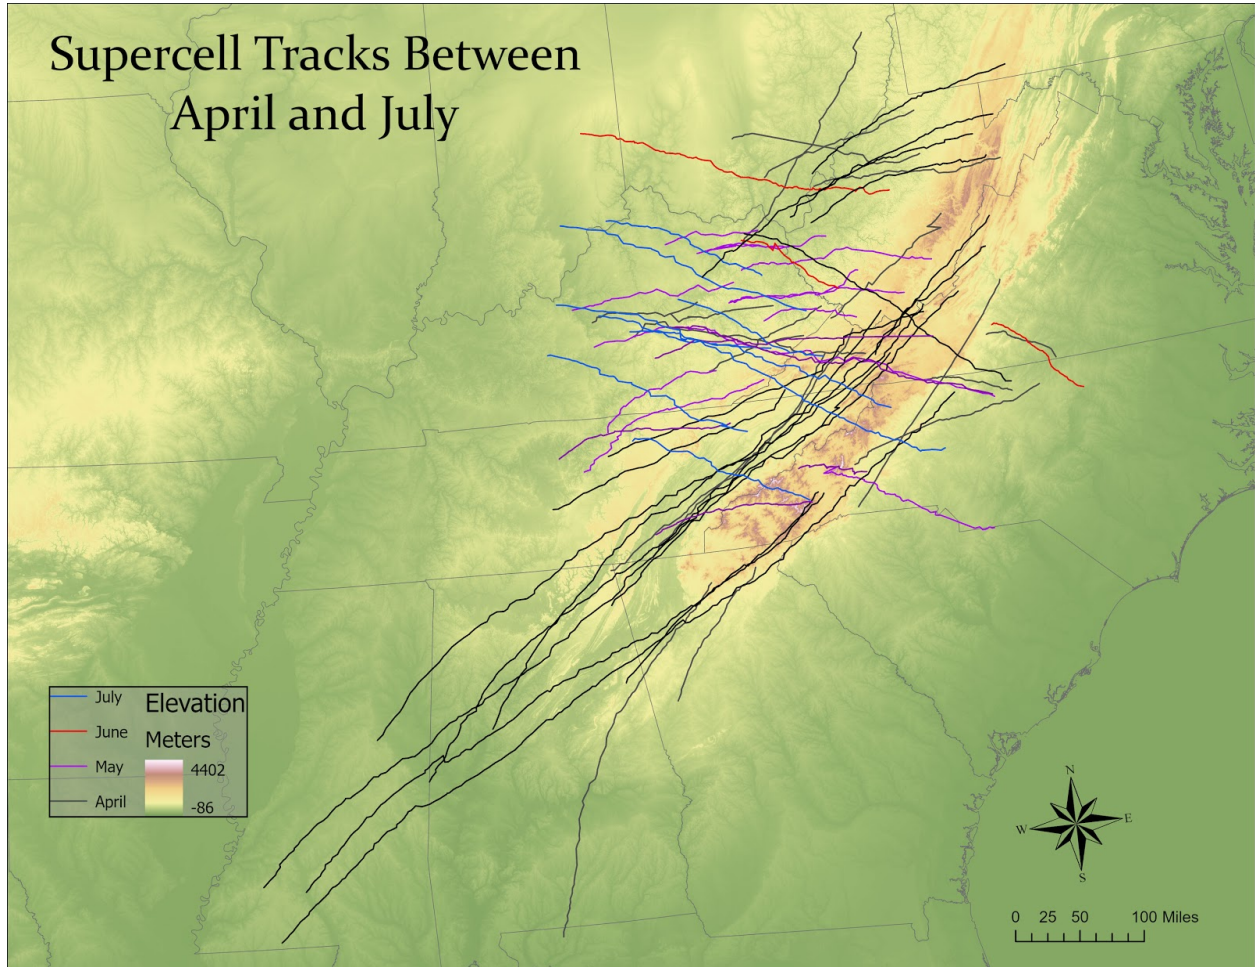 Supercell Tracks Between
April and July
July
June
May
April
Elevation
Meters
4402
-86
N
W
E
S
0 25 50 100 Miles